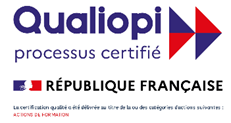 Qualiopi
processus certifié
RÉPUBLIQUE FRANÇAISE
La certification qualité a été délivrée au titre de la ou des catégories d'actions suivantes :
ACTIONS DE FORMATION